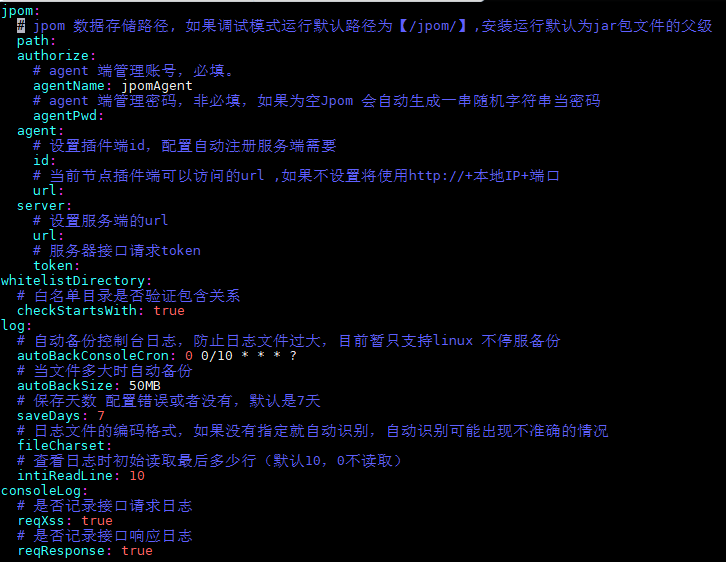 jpom:
  # jpom 数据存储路径, 如果调试模式运行默认路径为【/jpom/】,安装运行默认为jar包文件的父级
  path:
  authorize:
    # agent 端管理账号, 必填。
    agentName: jpomAgent
    # agent 端管理密码, 非必填, 如果为空Jpom 会自动生成一串随机字符串当密码
    agentPwd:
  agent:
    # 设置插件端id, 配置自动注册服务端需要
    id:
    # 当前节点插件端可以访问的url ,如果不设置将使用http://+本地IP+端口
    url:
  server:
    # 设置服务端的url
    url:
    # 服务器接口请求token
    token:
whitelistDirectory:
  # 白名单目录是否验证包含关系
  checkStartsWith: true
log:
  # 自动备份控制台日志, 防止日志文件过大, 目前暂只支持linux 不停服备份
  autoBackConsoleCron: 0 0/10 * * * ?
  # 当文件多大时自动备份
  autoBackSize: 50MB
  # 保存天数 配置错误或者没有, 默认是7天
  saveDays: 7
  # 日志文件的编码格式, 如果没有指定就自动识别, 自动识别可能出现不准确的情况
  fileCharset:
  # 查看日志时初始读取最后多少行（默认10, 0不读取）
  intiReadLine: 10
consoleLog:
  # 是否记录接口请求日志
  reqXss: true
  # 是否记录接口响应日志
  reqResponse: true